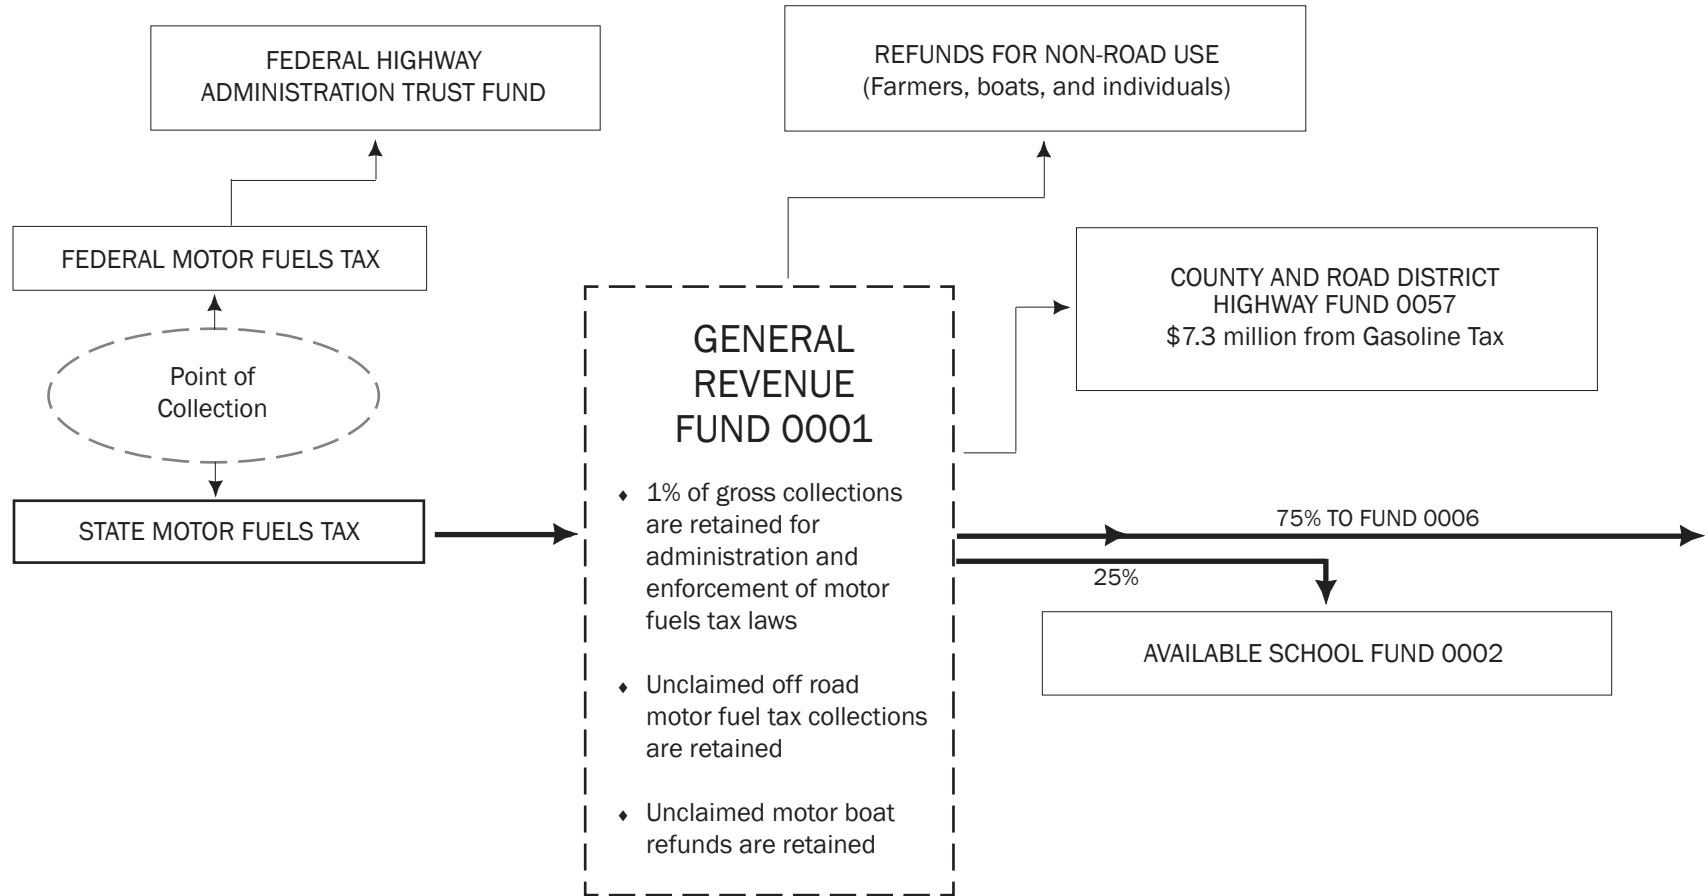 FEDERAL HIGHWAY
ADMINISTRATION TRUST FUND
REFUNDS FOR NON-ROAD USE
(Farmers, boats, and individuals)
FEDERAL MOTOR FUELS TAX
COUNTY AND ROAD DISTRICT
HIGHWAY FUND 0057
$7.3 million from Gasoline Tax
Point of
Collection
STATE MOTOR FUELS TAX
GENERAL
REVENUE
FUND 0001
♦ 1% of gross collections
are retained for
administration and
enforcement of motor
fuels tax laws
♦ Unclaimed off road
motor fuel tax collections
are retained
♦ Unclaimed motor boat
refunds are retained
75% TO FUND 0006
25%
AVAILABLE SCHOOL FUND 0002